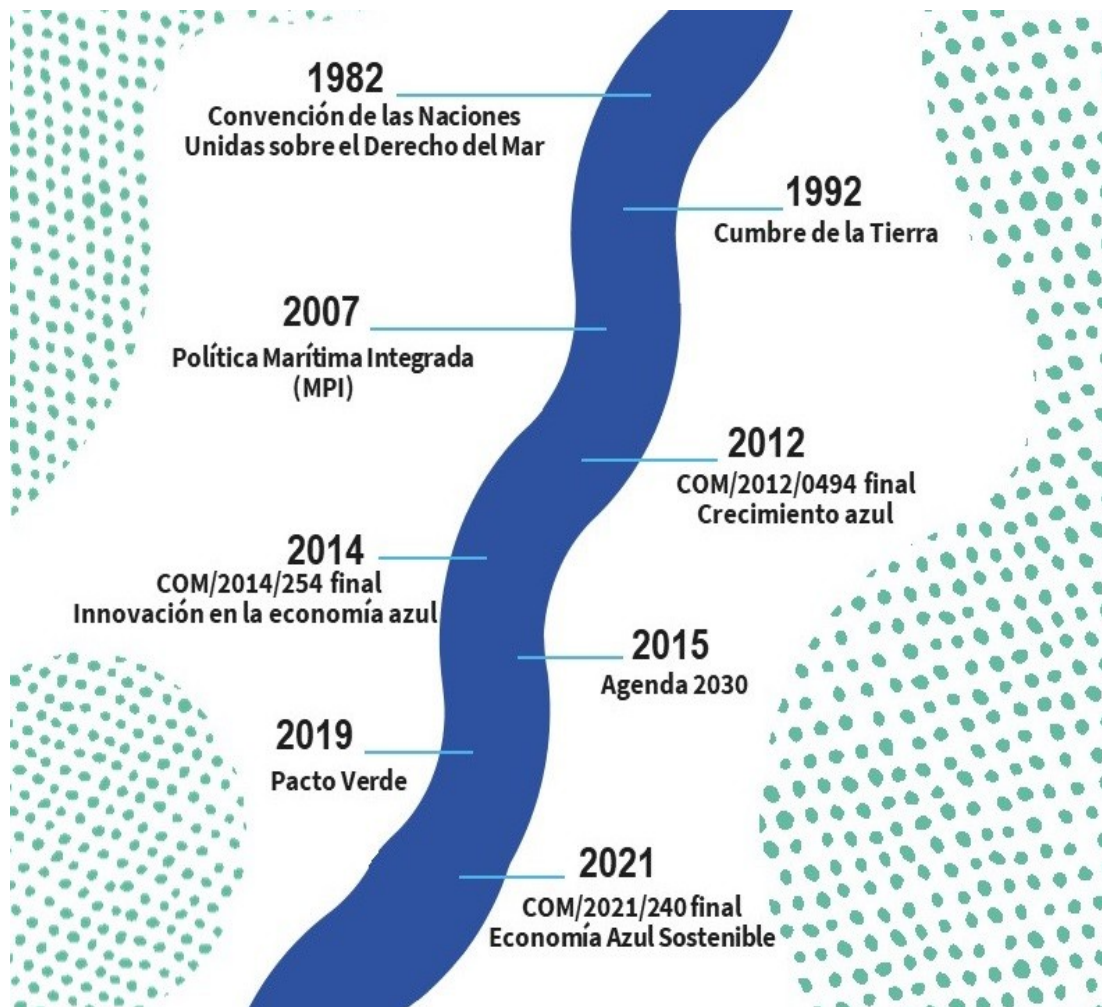 1982
Convención de las Naciones
Unidas sobre el Derecho del Mar
1992
Cumbre de la Tierra
2007
Política Marítima Integrada
(MPI)
2012
COM/2012/0494 final
Crecimiento azul
2014
COM/2014/254 final
Innovación en la economía azul
2015
Agenda 2030
2019
Pacto Verde
2021
COM/2021/240 final
Economía Azul Sostenible